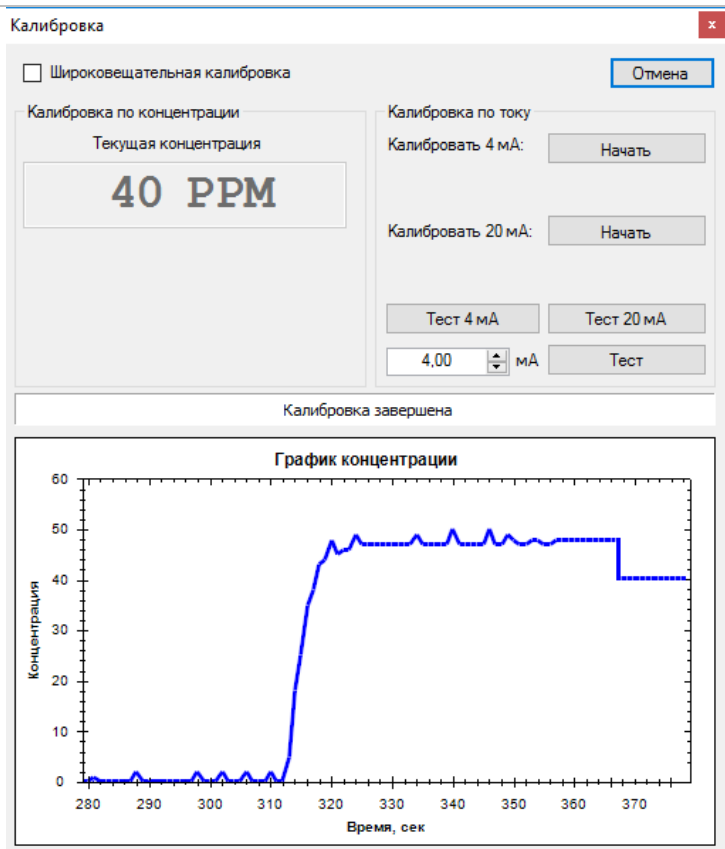 Калибровка
x
Широковещательная калибровка
Отмена
Калибровка по концентрации
Текущая концентрация
40 PPM
Калибровка по току
Калибровать 4 мА:
Начать
Калибровать 20 мА:
Начать
Тест 4 мА
Тест 20 мА
4,00
мА
Тест
Калибровка завершена
График концентрации
60
50
40
30
20
10
0
Концентрация
280 290 300 310 320 330 340 350 360 370
Время, сек